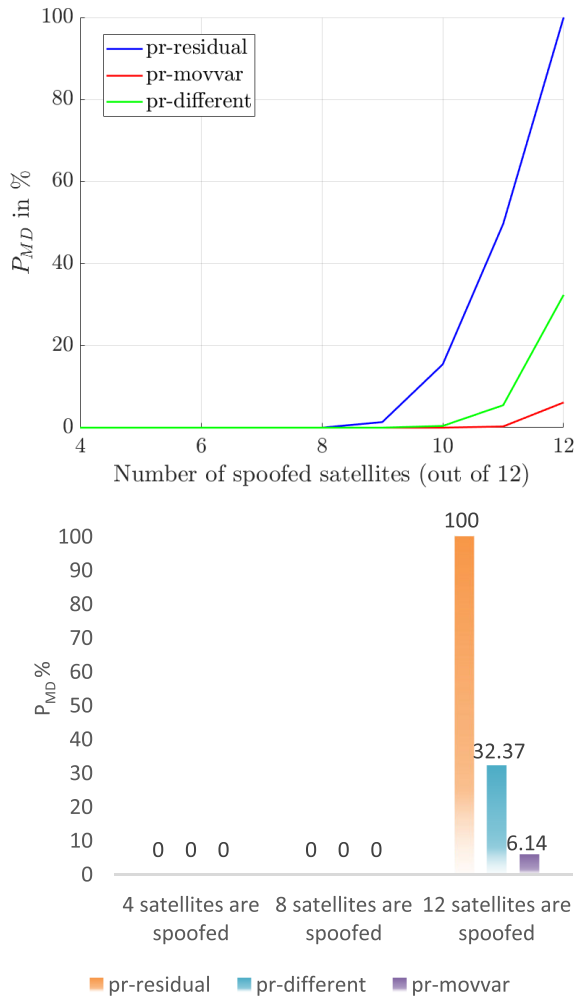 100
pr-residual
pr-movvar
pr-different
80
60
40
20
0
P_MD in %
4 6 8 10 12
Number of spoofed satellites (out of 12)
100
90
80
70
60
50
40
30
20
10
0
P_MD %
0 0 0
0 0 0
100
32.37
6.14
4 satellites are spoofed
8 satellites are spoofed
12 satellites are spoofed
pr-residual pr-different pr-movvar